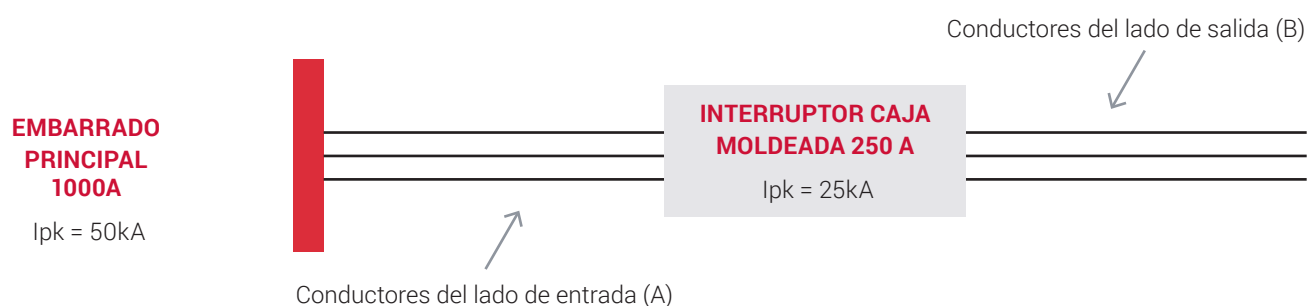 Conductores del lado de salida (B)
EMBARRADO
PRINCIPAL
1000A
Ipk = 50kA
INTERRUPTOR CAJA
MOLDEADA 250 A
Ipk = 25kA
Conductores del lado de entrada (A)